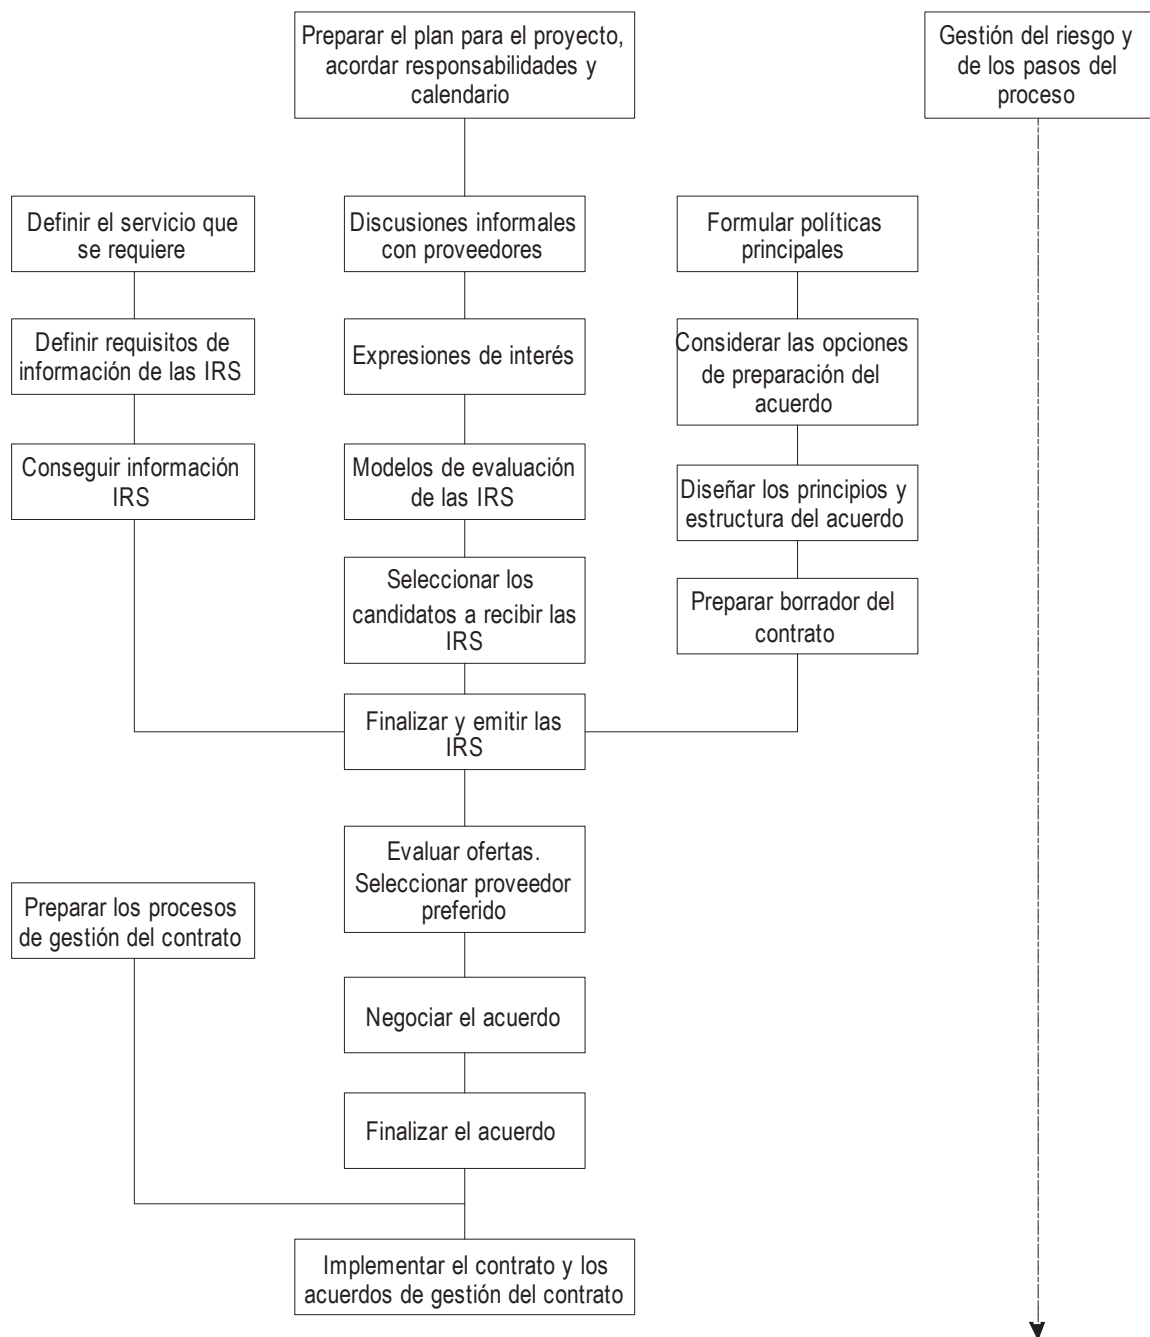 Preparar el plan para el proyecto,
acordar responsabilidades y
calendario
Gestión del riesgo y
de los pasos del
proceso
Definir el servicio que
se requiere
Discusiones informales
con proveedores
Formular políticas
principales
Definir requisitos de
información de las IRS
Expresiones de interés
Considerar las opciones
de preparación del
acuerdo
Conseguir información
IRS
Modelos de evaluación
de las IRS
Diseñar los principios y
estructura del acuerdo
Seleccionar los
candidatos a recibir las
IRS
Preparar borrador del
contrato
Finalizar y emitir las
IRS
Evaluar ofertas.
Seleccionar proveedor
preferido
Preparar los procesos
de gestión del contrato
Negociar el acuerdo
Finalizar el acuerdo
Implementar el contrato y los
acuerdos de gestión del contrato